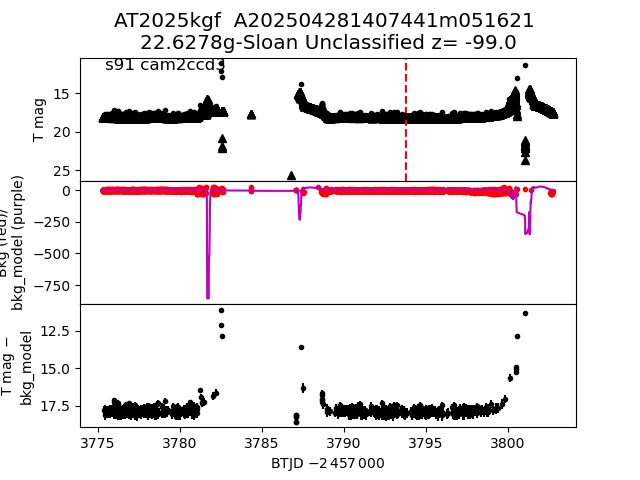 AT2025kgf A202504281407441m051621
22.6278g-Sloan Unclassified z= -99.0
s91 cam2ccd3
T mag
15
20
25
Bkg (red)/
bkg_model (purple)
0
−250
−500
−750
T mag −
bkg_model
12.5
15.0
17.5
3775 3780 3785 3790 3795 3800
BTJD −2 457 000